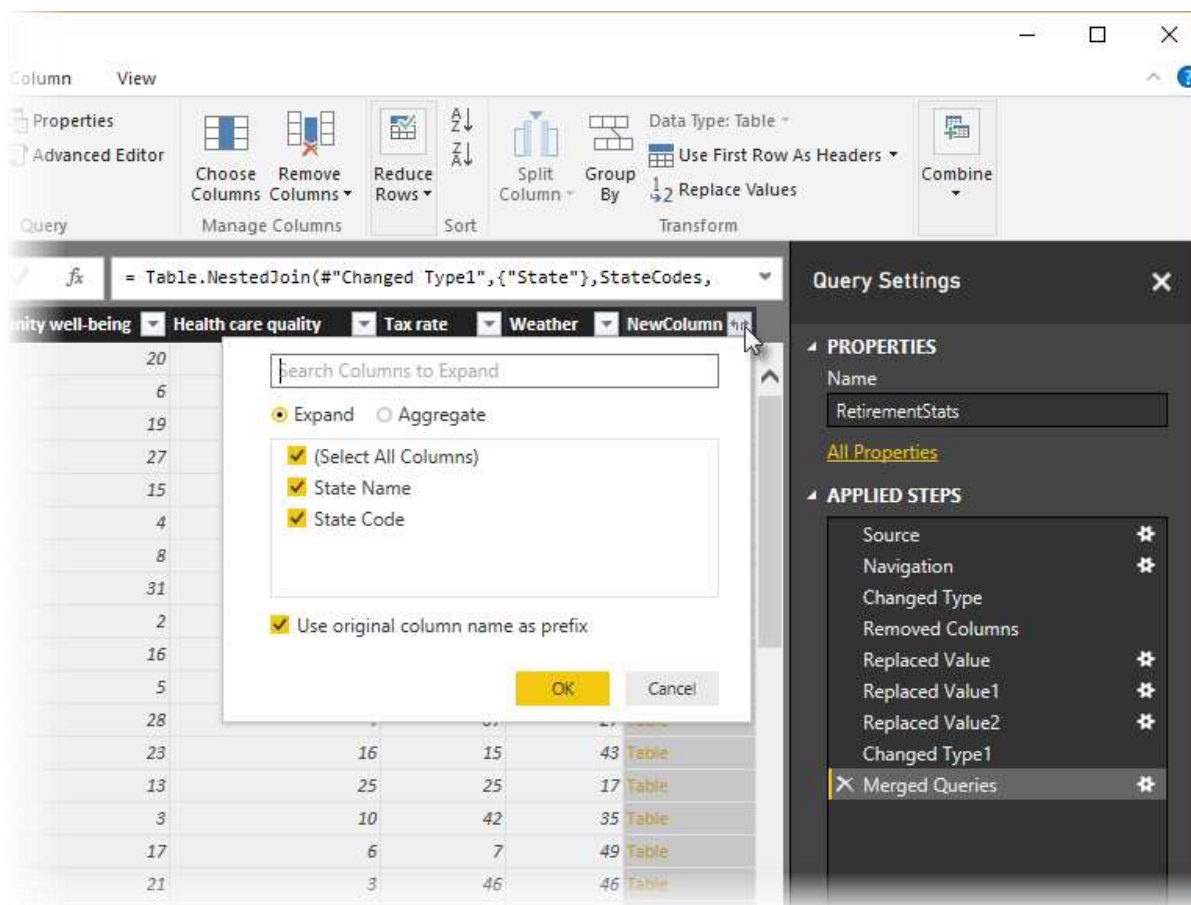 Column View
Properties
Advanced Editor
Choose Columns
Remove Columns
Reduce Rows
A
Z
Z
A
Split Column
Group By
Data Type: Table
Use First Row As Headers
1
2 Replace Values
Combine
Query
Manage Columns
Sort
Transform
fx = Table.NestedJoin(#"Changed Type1",{"State"},StateCodes,
well-being Health care quality Tax rate Weather NewColumn
20
6
19
27
15
4
8
31
2
16
5
28
23 16 15 43 Table
13 25 25 17 Table
3 10 42 35 Table
17 6 7 49 Table
21 3 46 46 Table
Search Columns to Expand
Expand Aggregate
(Select All Columns)
State Name
State Code
Use original column name as prefix
OK Cancel
Query Settings
PROPERTIES
Name
RetirementStats
All Properties
APPLIED STEPS
Source
Navigation
Changed Type
Removed Columns
Replaced Value
Replaced Value1
Replaced Value2
Changed Type1
Merged Queries